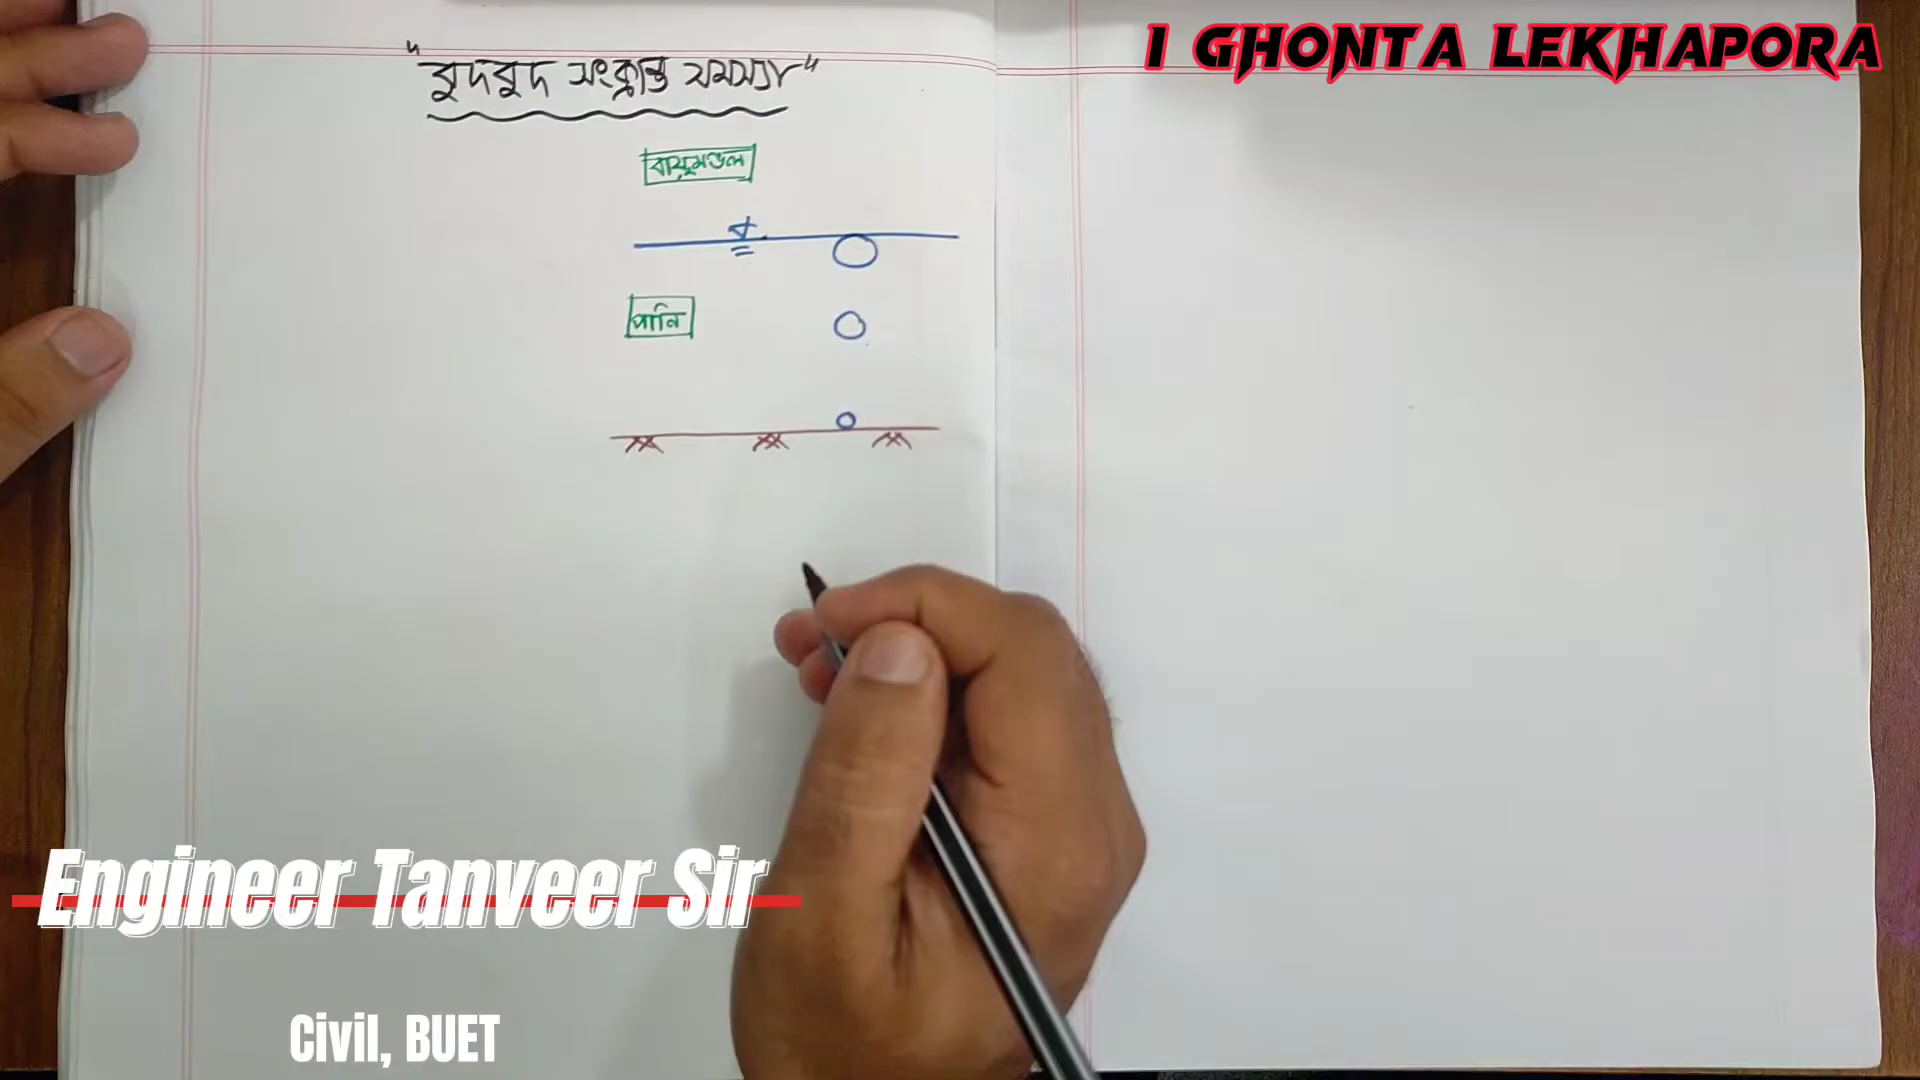 "বুদবুদ সংক্রান্ত সমস্যা"
I GHONTA LEKHAPORA
বায়ুমণ্ডল
পানি
Engineer Tanveer Sir
Civil, BUET